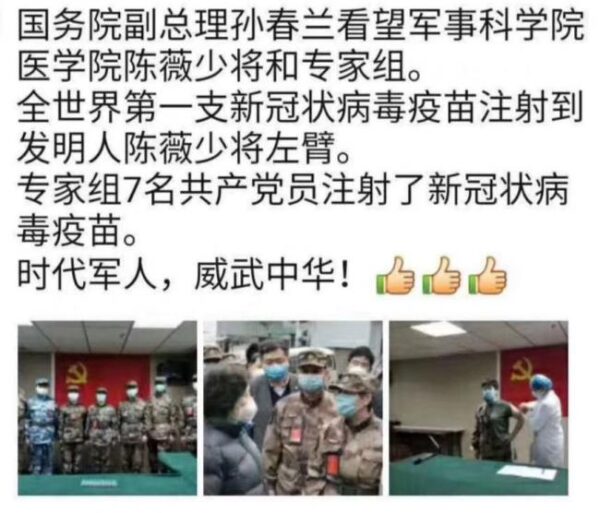 国务院副总理孙春兰看望军事科学院
医学院陈薇少将和专家组。
全世界第一支新冠状病毒疫苗注射到
发明人陈薇少将左臂。
专家组7名共产党员注射了新冠状病
毒疫苗。
时代军人，威武中华！👍👍👍